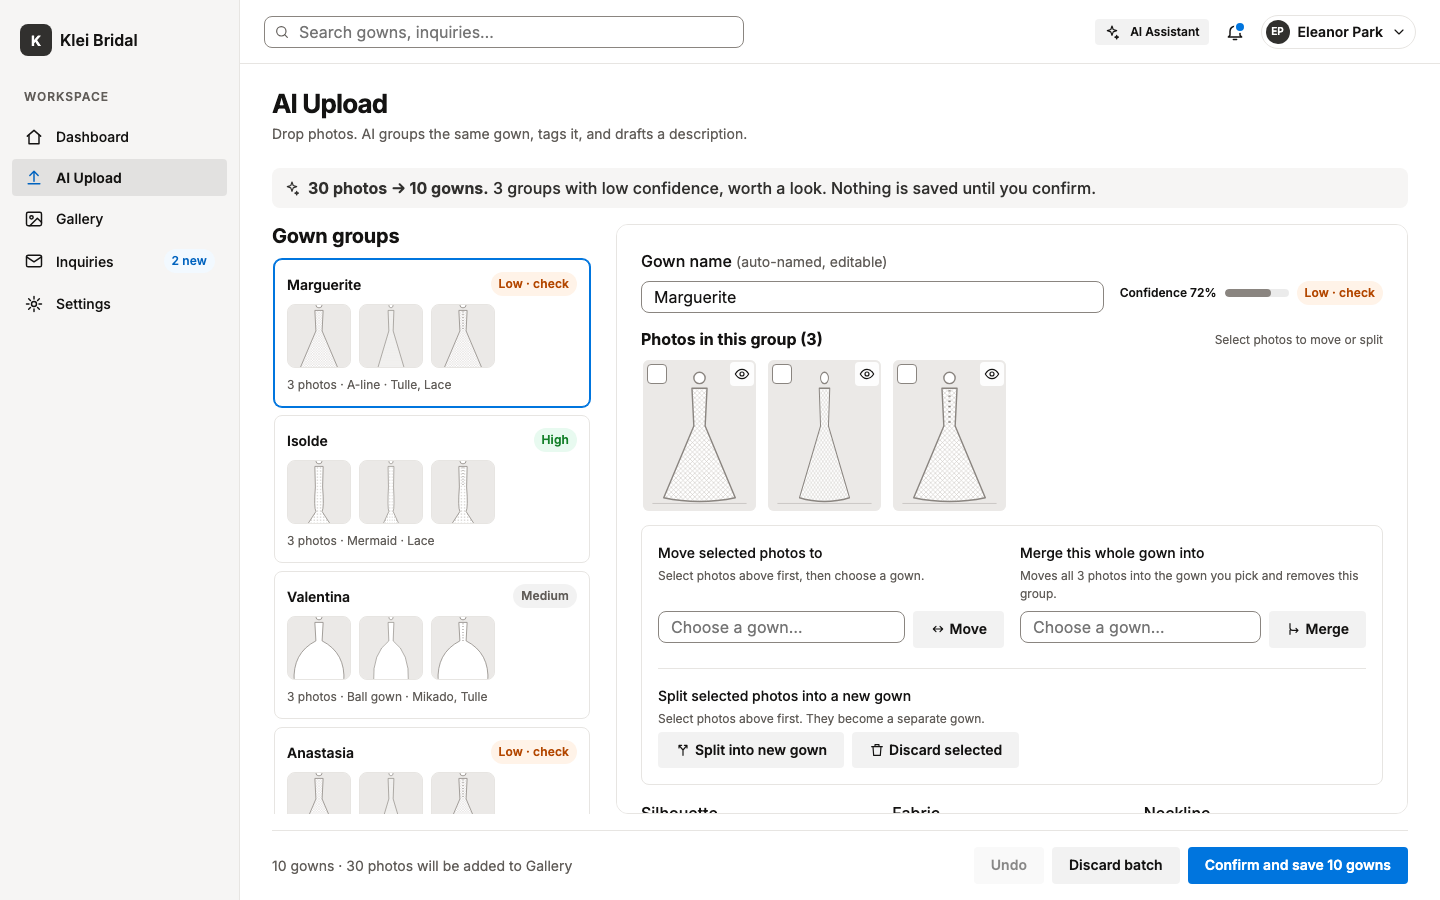 K Klei Bridal
WORKSPACE
Dashboard
AI Upload
Gallery
Inquiries 2 new
Settings
Search gowns, inquiries...
AI Assistant
EP Eleanor Park
AI Upload
Drop photos. AI groups the same gown, tags it, and drafts a description.
30 photos → 10 gowns. 3 groups with low confidence, worth a look. Nothing is saved until you confirm.
Gown groups
Marguerite Low · check
3 photos · A-line · Tulle, Lace
Isolde High
3 photos · Mermaid · Lace
Valentina Medium
3 photos · Ball gown · Mikado, Tulle
Anastasia Low · check
Gown name (auto-named, editable)
Marguerite
Confidence 72% Low · check
Photos in this group (3)
Select photos to move or split
Move selected photos to
Select photos above first, then choose a gown.
Choose a gown...
Move
Merge this whole gown into
Moves all 3 photos into the gown you pick and removes this
group.
Choose a gown...
Merge
Split selected photos into a new gown
Select photos above first. They become a separate gown.
Split into new gown
Discard selected
Silhouette Fabric Neckline
10 gowns · 30 photos will be added to Gallery
Undo
Discard batch
Confirm and save 10 gowns